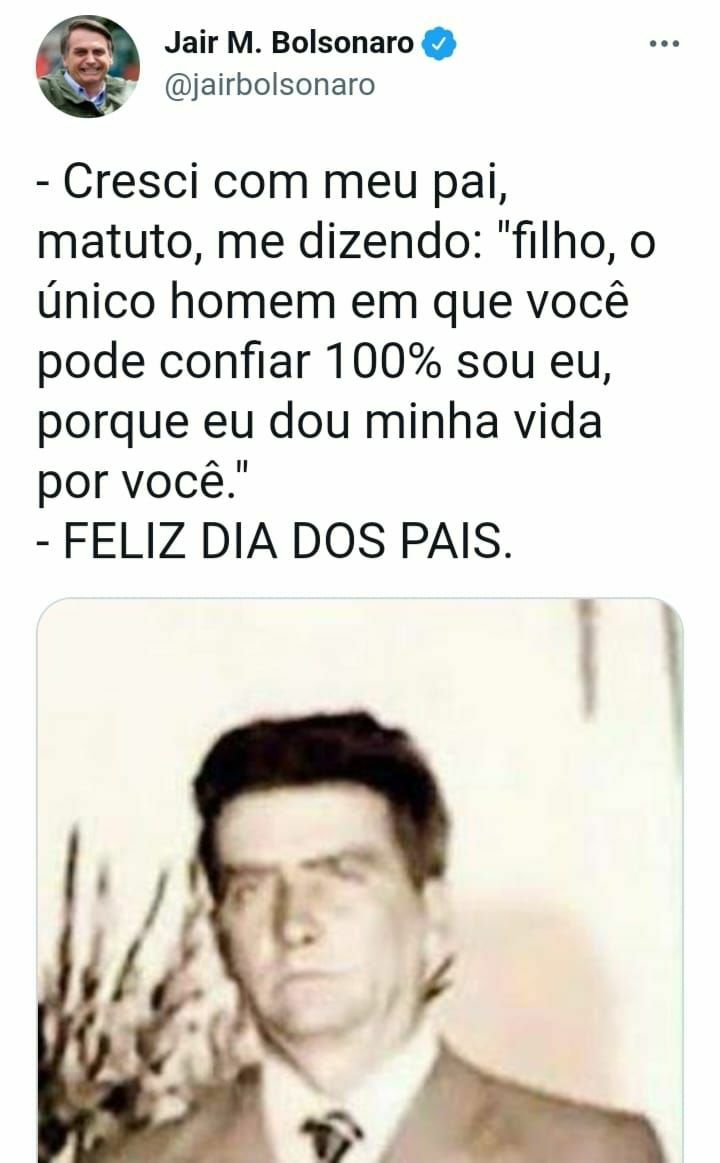 Jair M. Bolsonaro
@jairbolsonaro
- Cresci com meu pai,
matuto, me dizendo: "filho, o
único homem em que você
pode confiar 100% sou eu,
porque eu dou minha vida
por você."
- FELIZ DIA DOS PAIS.